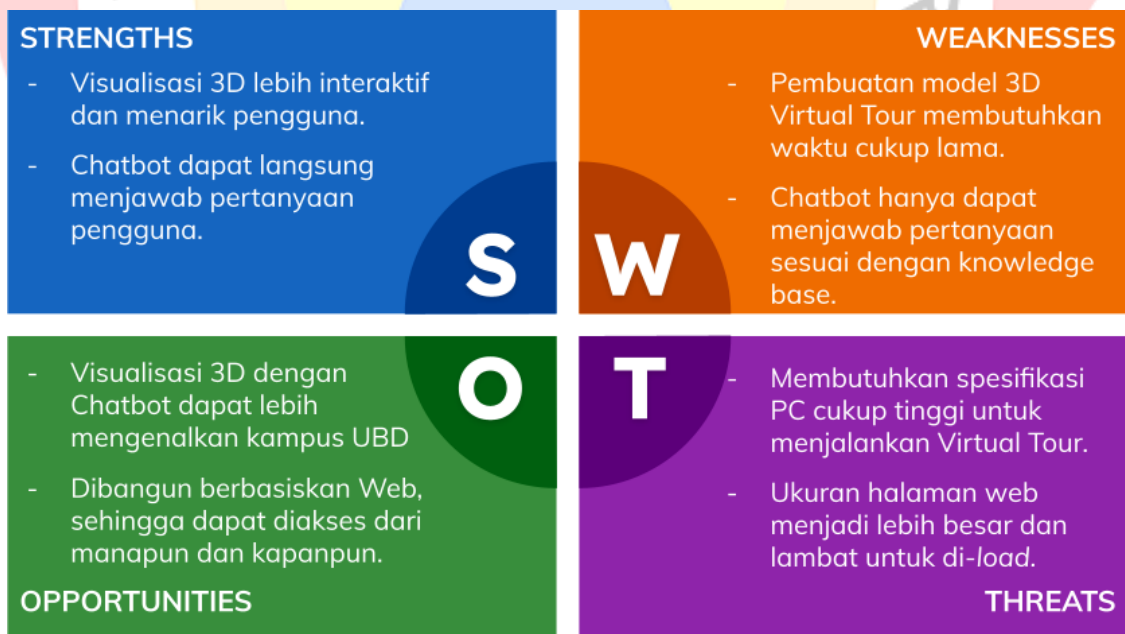 STRENGTHS
- Visualisasi 3D lebih interaktif
dan menarik pengguna.
- Chatbot dapat langsung
menjawab pertanyaan
pengguna.
S
WEAKNESSES
- Pembuatan model 3D
Virtual Tour membutuhkan
waktu cukup lama.
- Chatbot hanya dapat
menjawab pertanyaan
sesuai dengan knowledge
base.
W
- Visualisasi 3D dengan
Chatbot dapat lebih
mengenalkan kampus UBD
- Dibangun berbasiskan Web,
sehingga dapat diakses dari
manapun dan kapanpun.
OPPORTUNITIES
O
T
- Membutuhkan spesifikasi
PC cukup tinggi untuk
menjalankan Virtual Tour.
- Ukuran halaman web
menjadi lebih besar dan
lambat untuk di-load.
THREATS